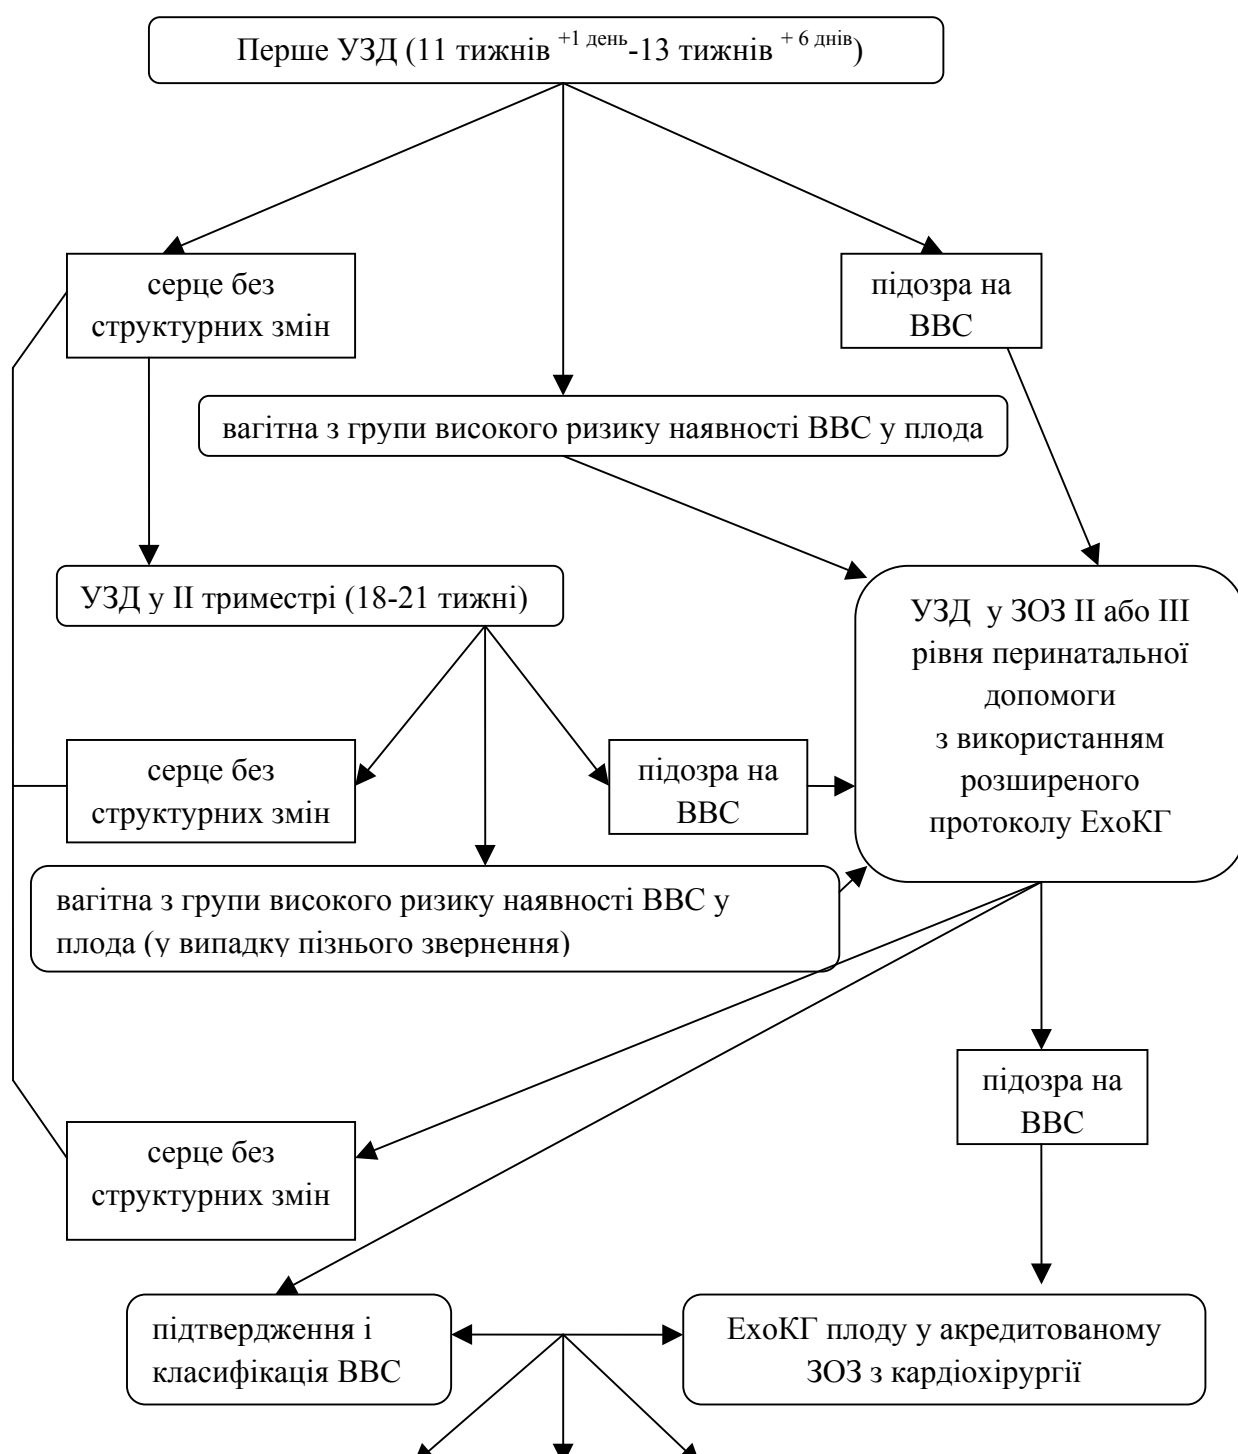 Перше УЗД (11 тижнів +1 день-13 тижнів + 6 днів)
серце без
структурних змін
підозра на
ВВС
вагітна з групи високого ризику наявності ВВС у плода
УЗД у ІІ триместрі (18-21 тижні)
УЗД у ЗОЗ ІІ або ІІІ
рівня перинатальної
допомоги
з використанням
розширеного
протоколу ЕхоКГ
серце без
структурних змін
підозра на
ВВС
вагітна з групи високого ризику наявності ВВС у
плода (у випадку пізнього звернення)
підозра на
ВВС
серце без
структурних змін
підтвердження і
класифікація ВВС
ЕхоКГ плоду у акредитованому
ЗОЗ з кардіохірургії